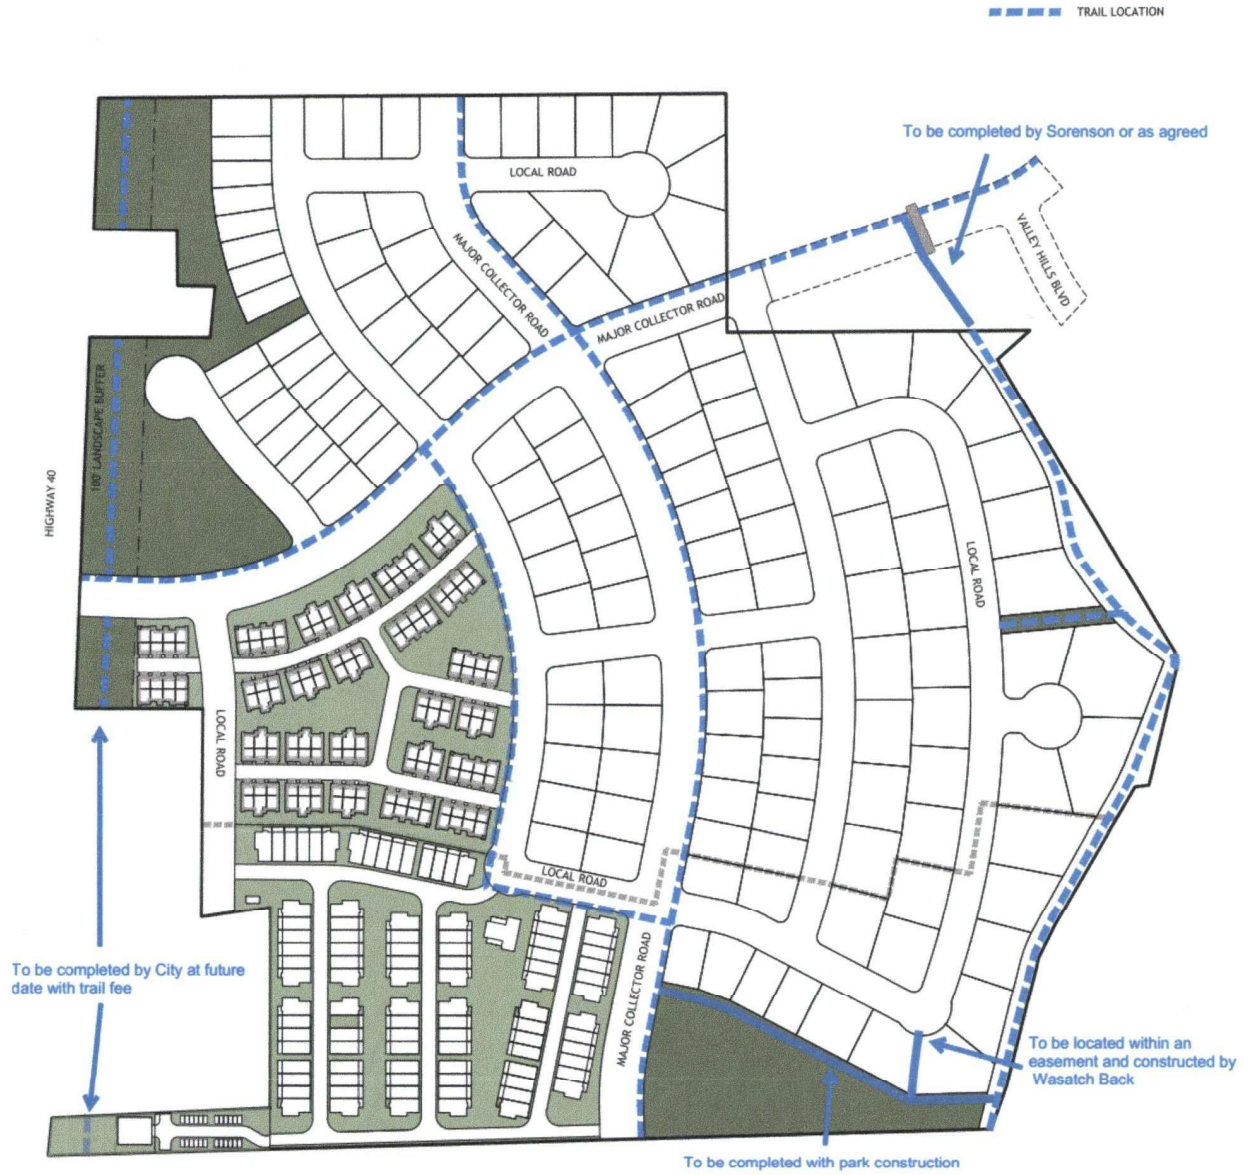 TRAIL LOCATION
To be completed by Sorenson or as agreed
LOCAL ROAD
VALLEY HILLS BLVD
MAJOR COLLECTOR ROAD
MAJOR COLLECTOR ROAD
180' LANDSCAPE BUFFER
HIGHWAY 40
LOCAL ROAD
LOCAL ROAD
LOCAL ROAD
MAJOR COLLECTOR ROAD
To be completed by City at future
date with trail fee
To be located within an
easement and constructed by
Wasatch Back
To be completed with park construction